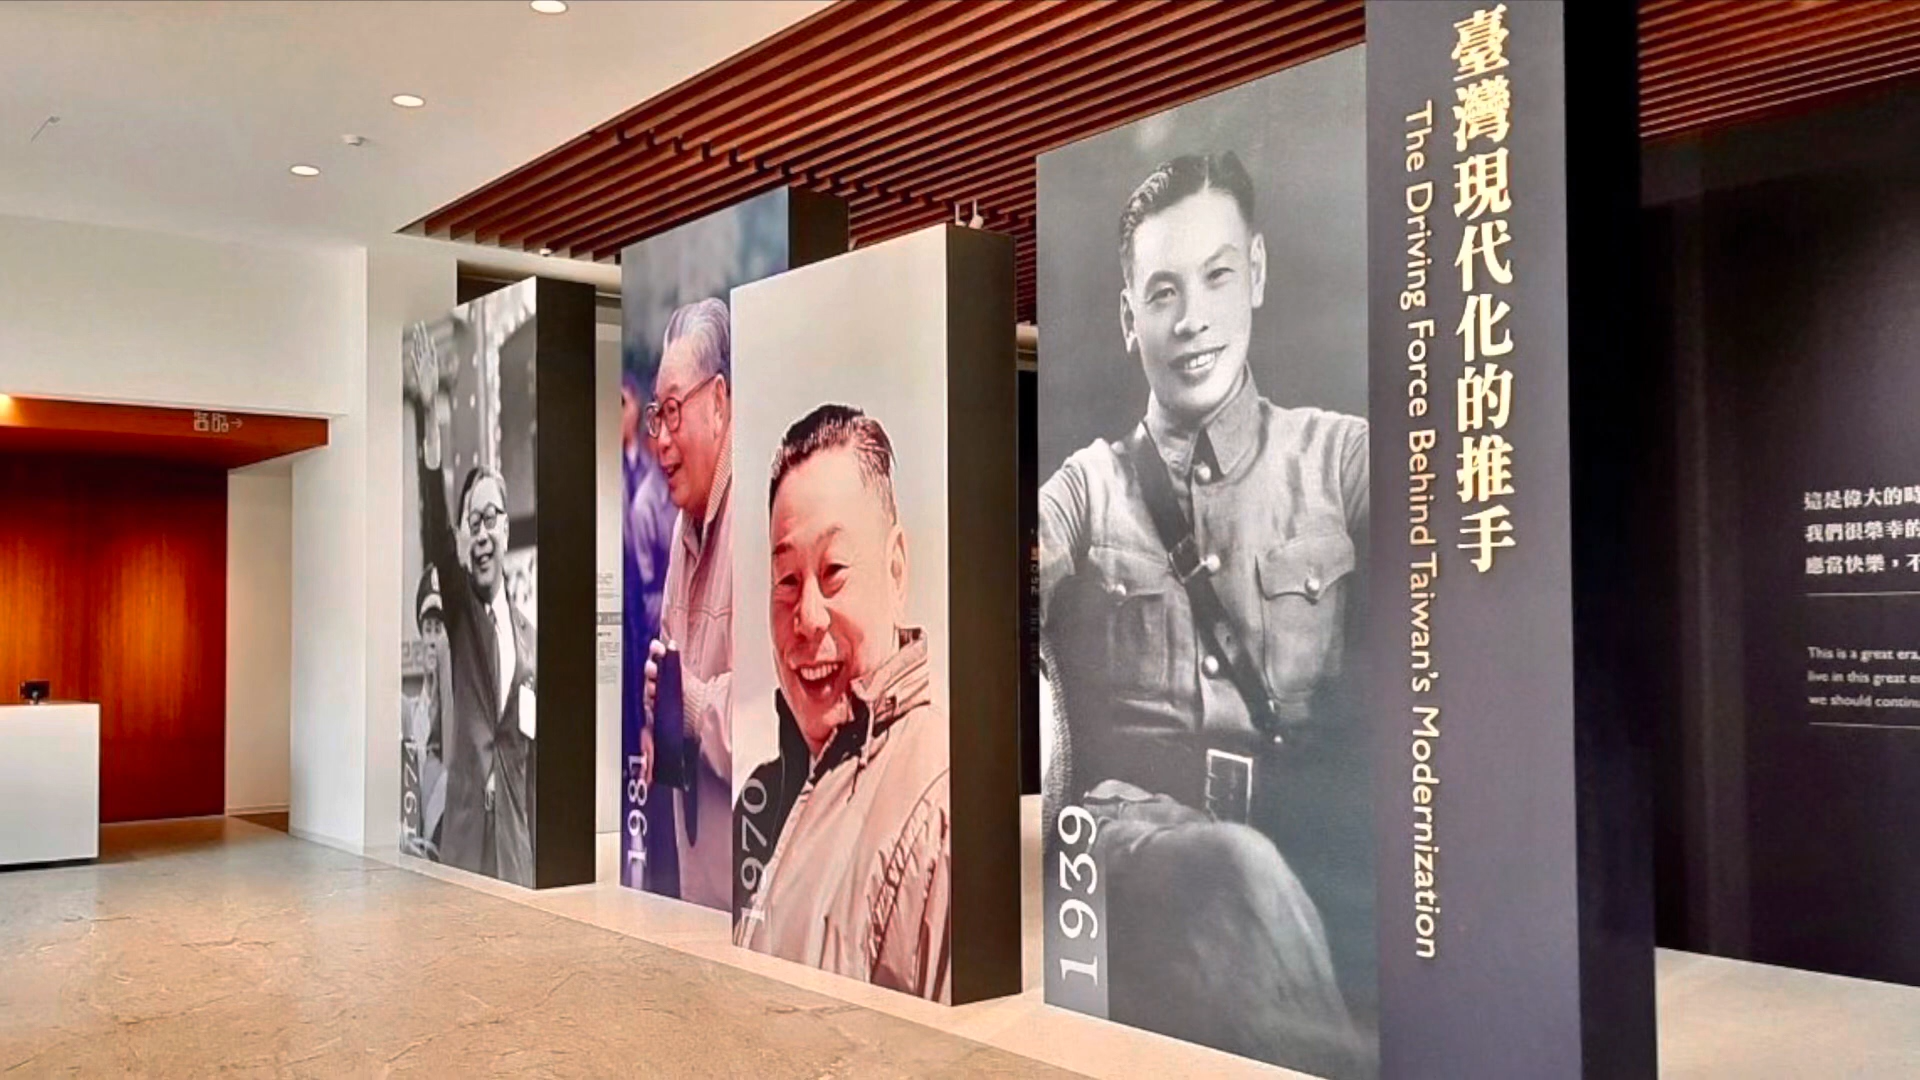 臺灣現代化的推手
The Driving Force Behind Taiwan's Modernization
1974
1981
1970
1939
這是偉大的時
我們很榮幸的
應當快樂，不
This is a great era,
live in this great
we should